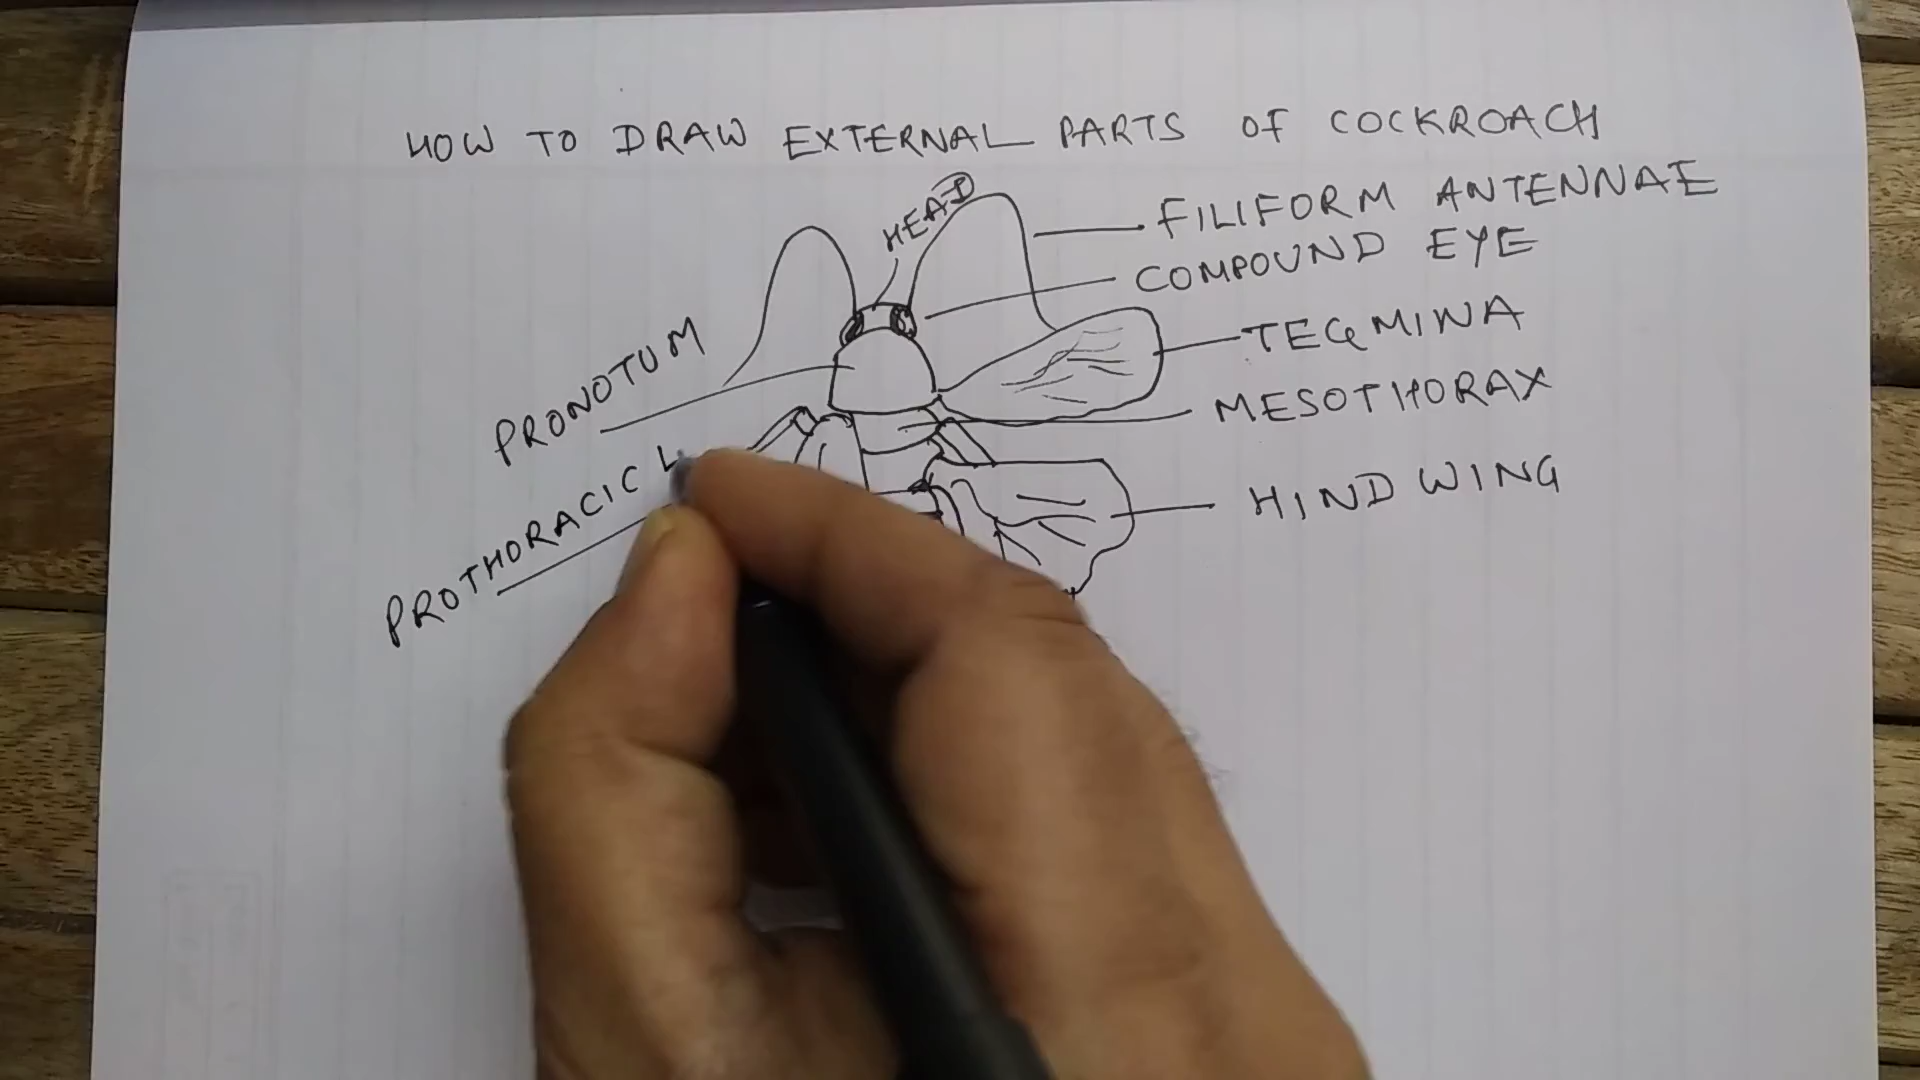 HOW TO DRAW EXTERNAL PARTS OF COCKROACH
HEAD
FILIFORM ANTENNAE
COMPOUND EYE
TEGMINA
PRONOTUM
MESOTHORAX
PROTHORACIC L
HIND WING